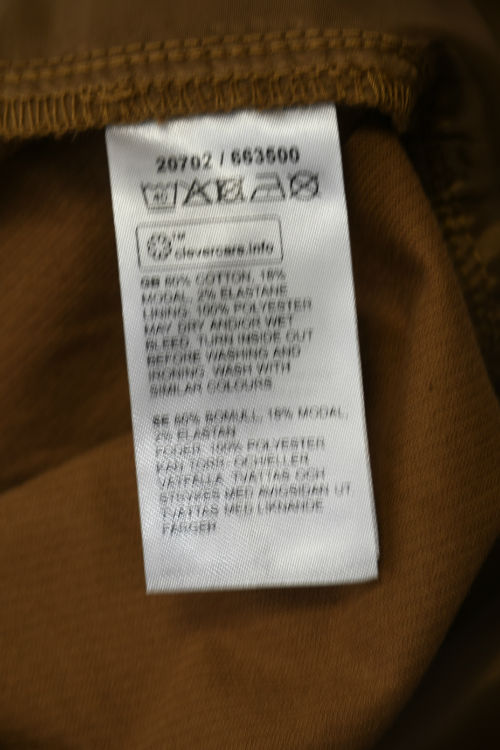 20702 / 663500
40
TM
clevercare.info
GB 80% COTTON, 18%
MODAL, 2% ELASTANE
LINING: 100% POLYESTER
MAY DRY AND/OR WET
BLEED. TURN INSIDE OUT
BEFORE WASHING AND
IRONING. WASH WITH
SIMILAR COLOURS
SE 80% BOMULL, 18% MODAL,
2% ELASTAN
FODER: 100% POLYESTER
KAN TORR- OCH/ELLER
VÅTFÄLLA. TVÄTTAS OCH
STRYKES MED AVIGSIDAN UT.
TVÄTTAS MED LIKNANDE
FÄRGER